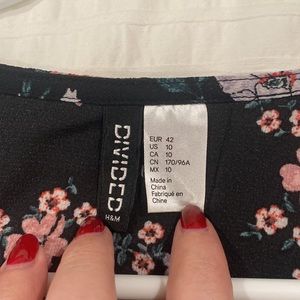 DIVIDED
H&M
EUR 42
US 10
CA 10
CN 170/96A
MX 10
Made in
China
Fabriqué en
Chine